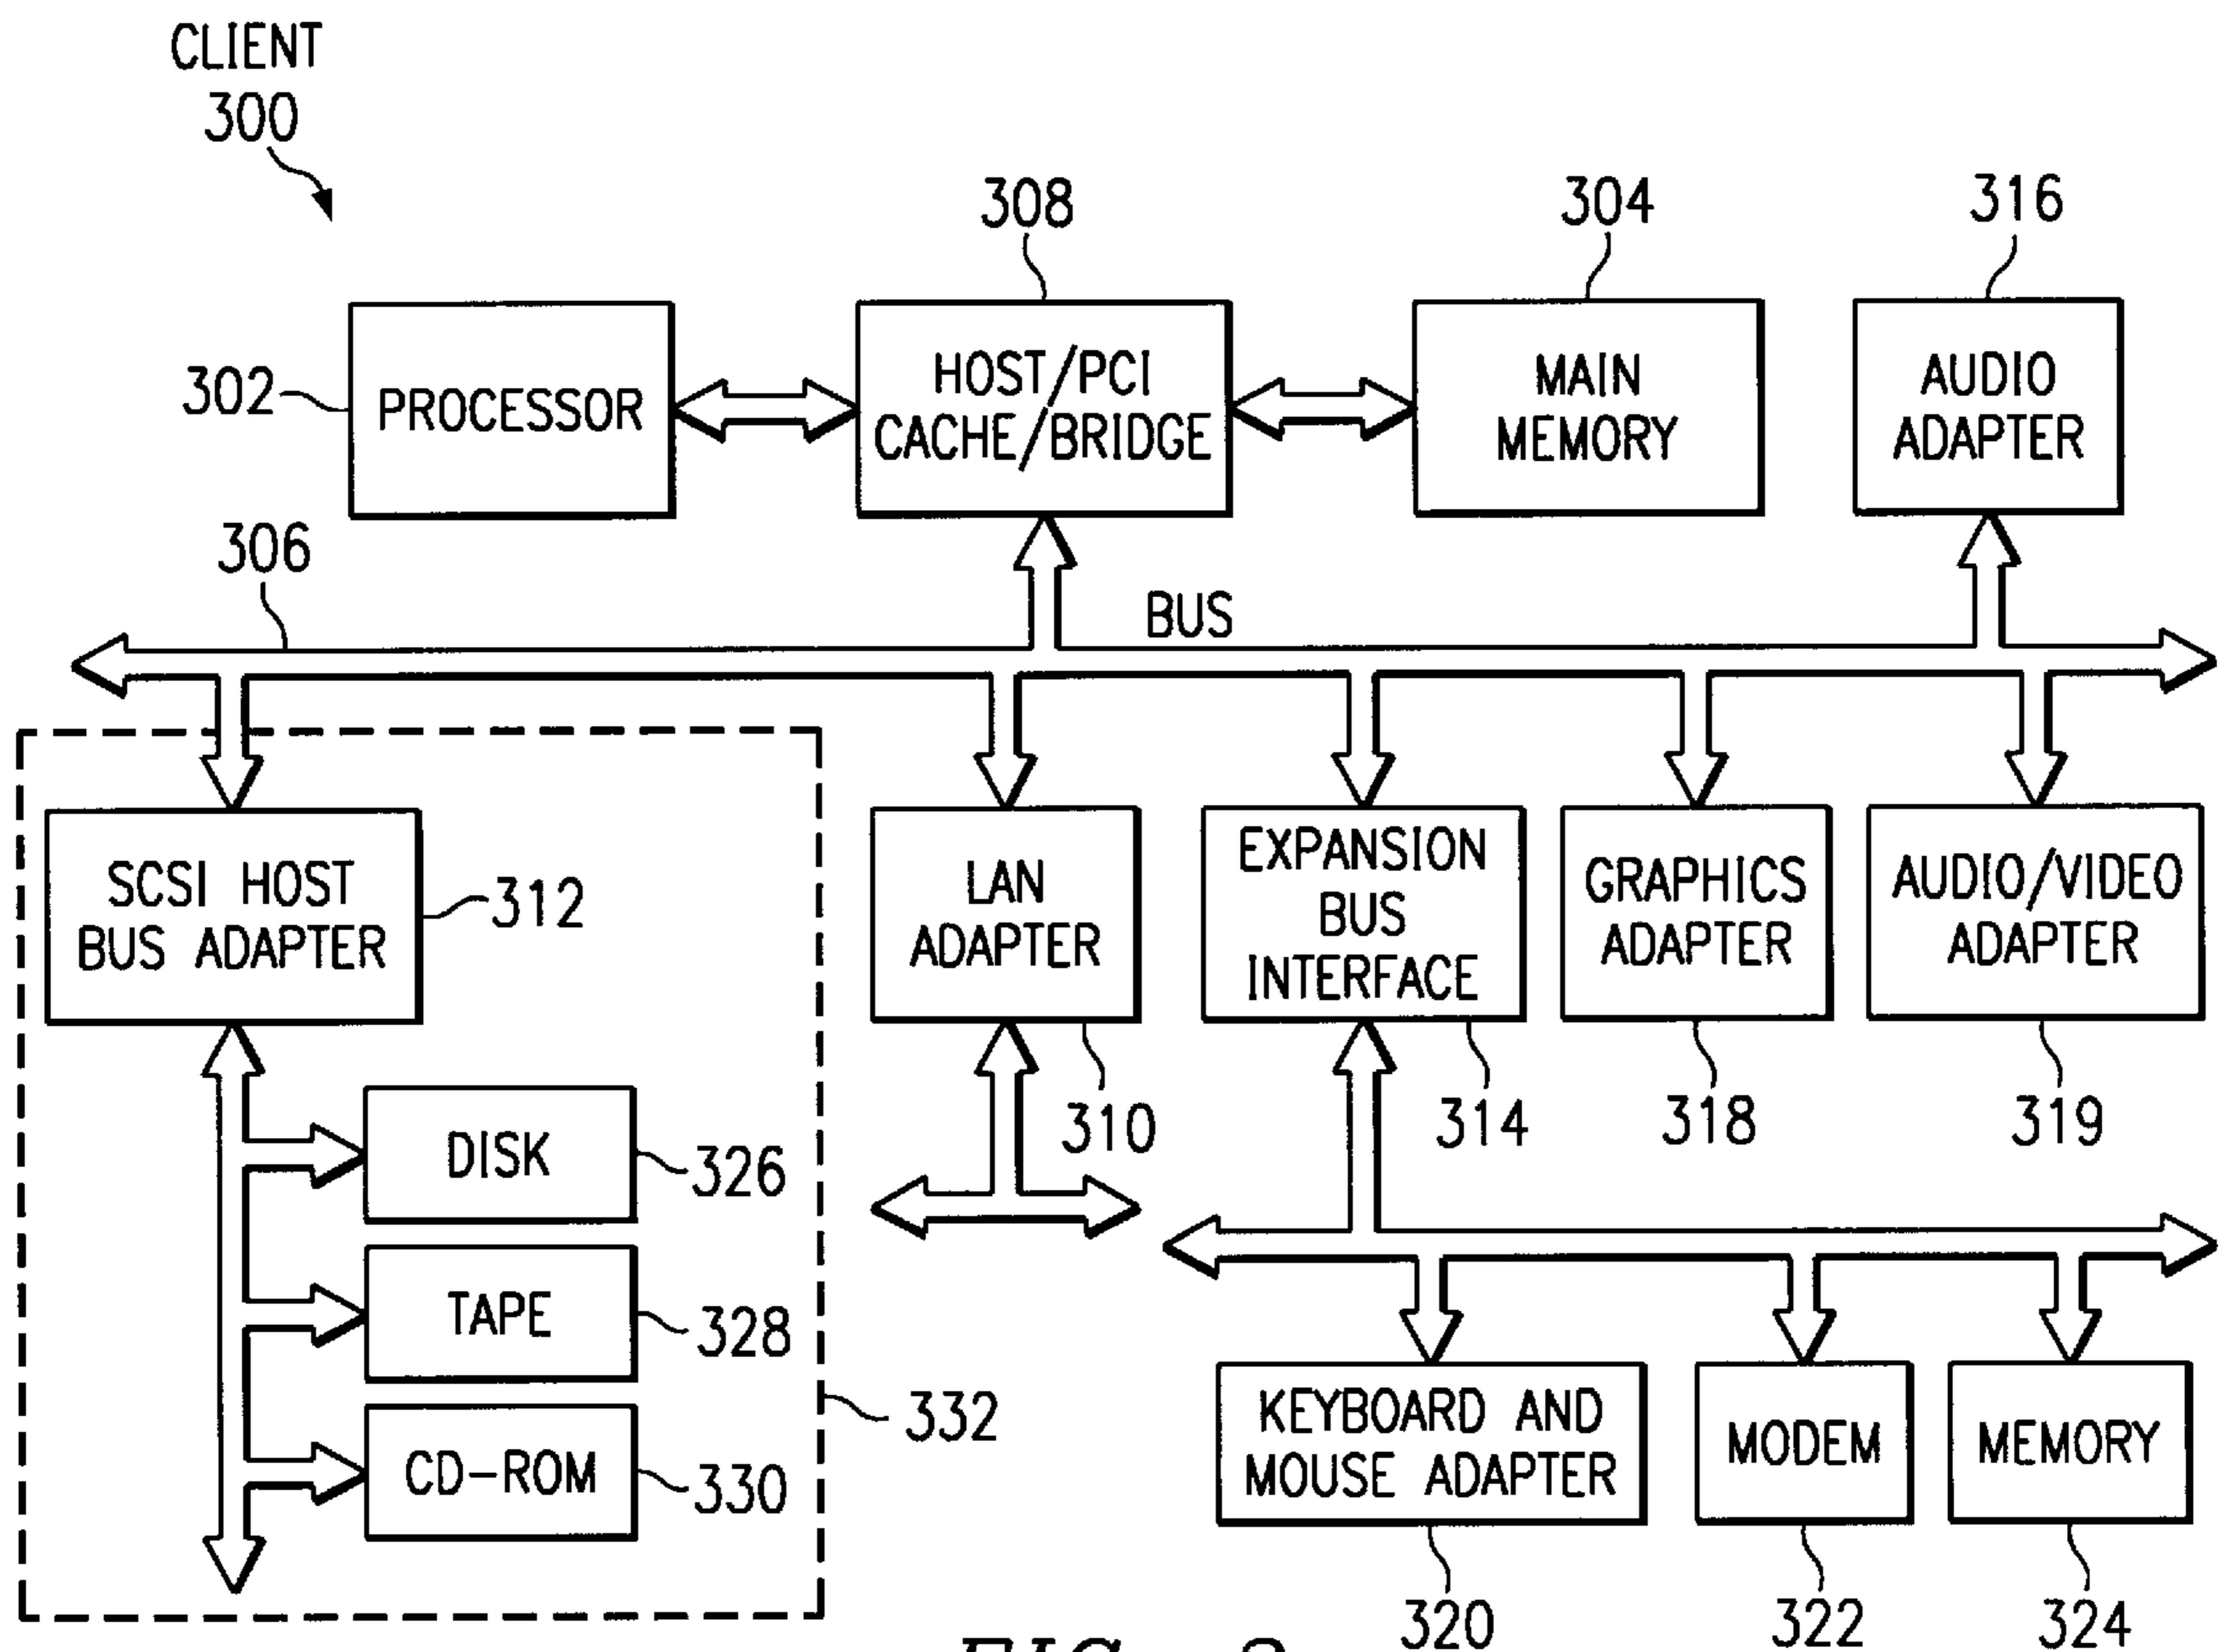 CLIENT
300
308
304
316
302
PROCESSOR
HOST/PCI
CACHE/BRIDGE
MAIN
MEMORY
AUDIO
ADAPTER
306
BUS
SCSI HOST
BUS ADAPTER
312
LAN
ADAPTER
EXPANSION
BUS
INTERFACE
GRAPHICS
ADAPTER
AUDIO/VIDEO
ADAPTER
310
314
318
319
DISK
326
TAPE
328
CD-ROM
330
332
KEYBOARD AND
MOUSE ADAPTER
MODEM
MEMORY
320
322
324